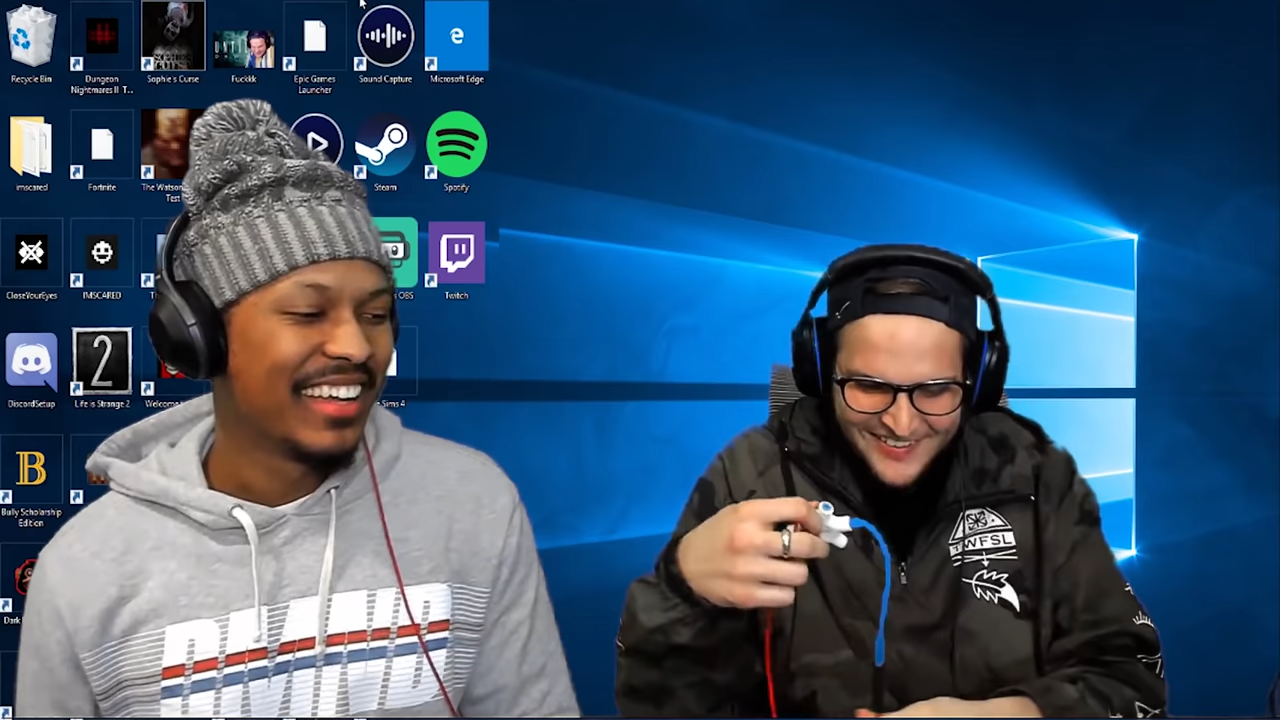 Recycle Bin
Dungeon
Nightmares II T...
Sophie's Curse
UNTIL
Fuckkk
Epic Games
Launcher
Sound Capture
e
Microsoft Edge
imscared
Fortnite
The Watson
Test
Steam
Spotify
CloseYourEyes
IMSCARED
OBS
Twitch
DiscordSetup
2
Life is Strange 2
Sims 4
B
Bully Scholarship
Edition
Dark
WFSL